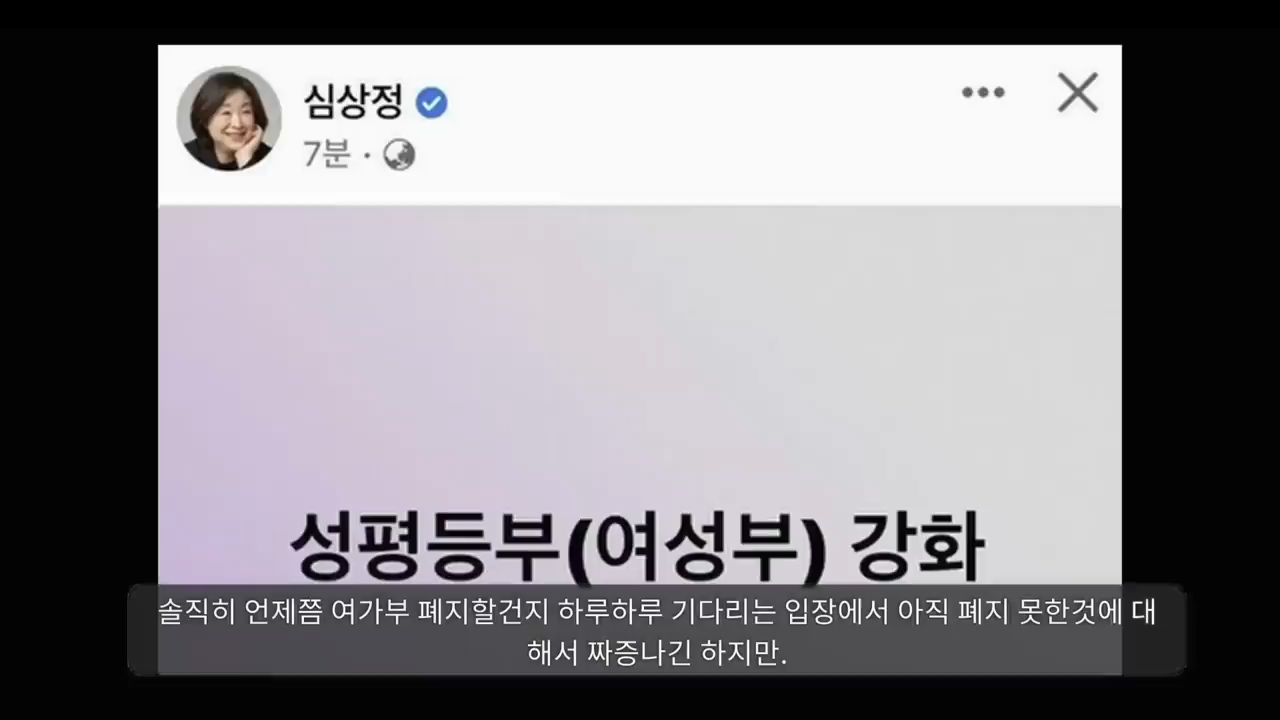 심상정
7분 ·
성평등부(여성부) 강화
솔직히 언제쯤 여가부 폐지할건지 하루하루 기다리는 입장에서 아직 폐지 못한것에 대
해서 짜증나긴 하지만.